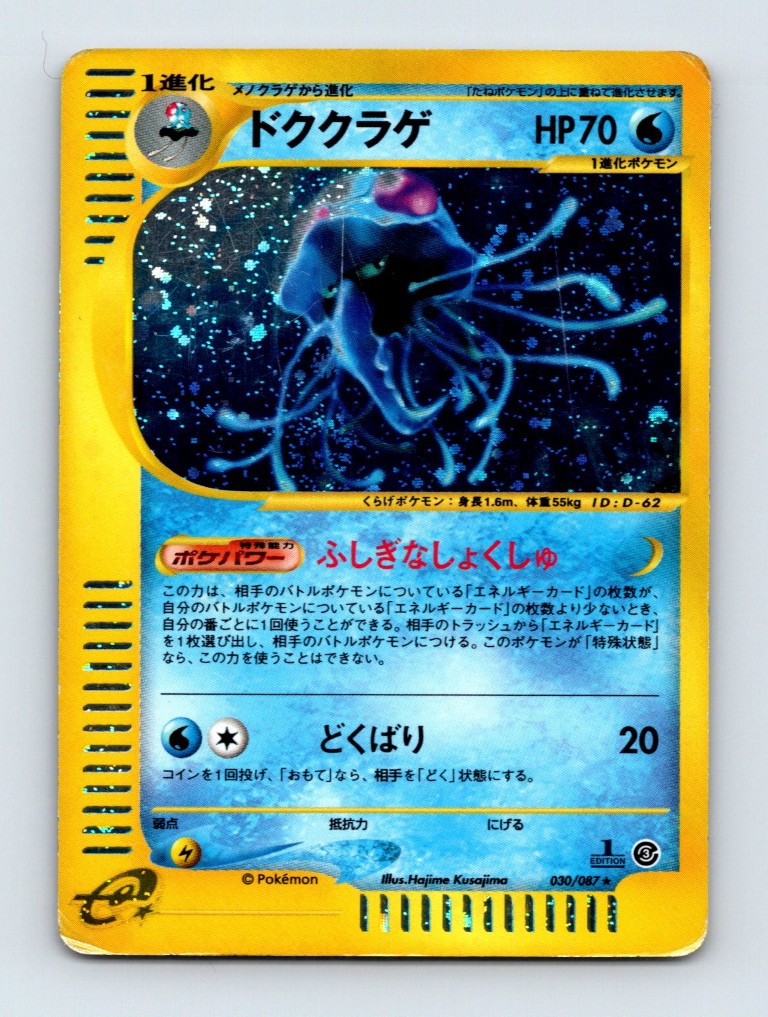 1進化
メノクラゲから進化
「たねポケモン」の上に重ねて進化させます。
ドククラゲ
HP70
1進化ポケモン
くらげポケモン：身長1.6m、体重55kg ID:D-62
特殊能力
ポケパワー
ふしぎなしょくしゅ
この力は、相手のバトルポケモンについている「エネルギーカード」の枚数が、
自分のバトルポケモンについている「エネルギーカード」の枚数より少ないとき、
自分の番ごとに1回使うことができる。相手のトラッシュから「エネルギーカード」
を1枚選び出し、相手のバトルポケモンにつける。このポケモンが「特殊状態」
なら、この力を使うことはできない。
どくばり 20
コインを1回投げ、「おもて」なら、相手を「どく」状態にする。
弱点 抵抗力 にげる
1
EDITION
3
©Pokémon Illus.Hajime Kusajima 030/087★
e